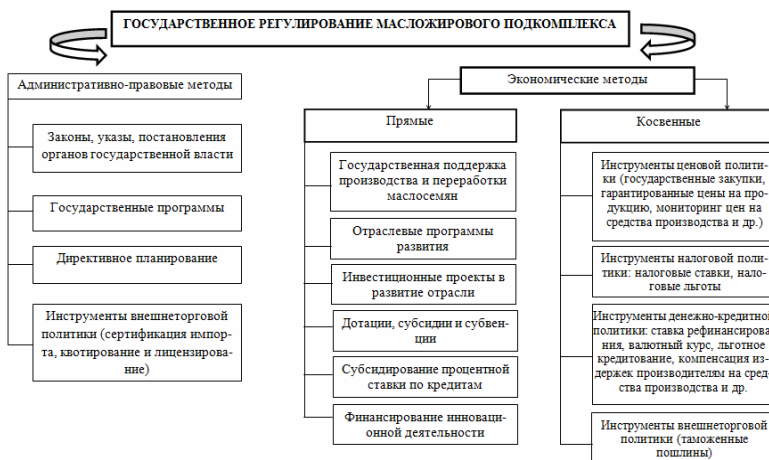 ГОСУДАРСТВЕННОЕ РЕГУЛИРОВАНИЕ МАСЛОЖИРОВОГО ПОДКОМПЛЕКСА
Административно-правовые методы
Законы, указы, постановления
органов государственной власти
Государственные программы
Директивное планирование
Инструменты внешнеторговой
политики (сертификация импор-
та, квотирование и лицензирова-
ние)
Экономические методы
Прямые
Государственная поддержка
производства и переработки
маслосемян
Отраслевые программы
развития
Инвестиционные проекты в
развитие отрасли
Дотации, субсидии и субвен-
ции
Субсидирование процентной
ставки по кредитам
Финансирование инноваци-
онной деятельности
Косвенные
Инструменты ценовой полити-
ки (государственные закупки,
гарантированные цены на про-
дукцию, мониторинг цен на
средства производства и др.)
Инструменты налоговой поли-
тики: налоговые ставки, нало-
говые льготы
Инструменты денежно-кредитной
политики: ставка рефинансирова
ния, валютный курс, льготное
кредитование, компенсация из-
держек производителям на сред-
ства производства и др.
Инструменты внешнеторговой
политики (таможенные
пошлины)